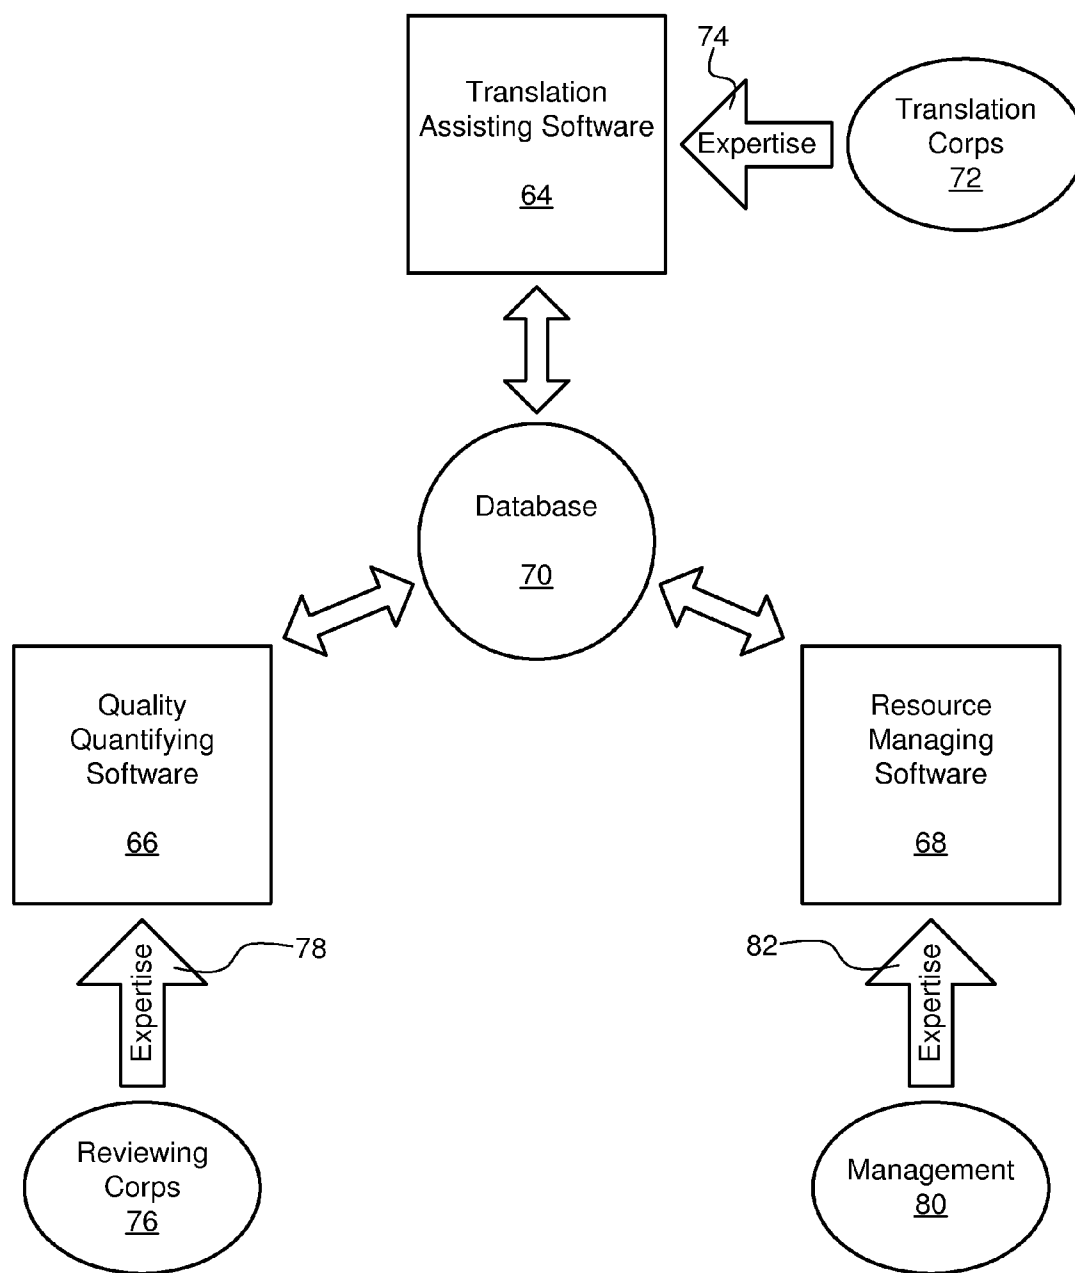 74
Translation
Assisting Software
64
Expertise
Translation
Corps
72
Database
70
Quality
Quantifying
Software
66
Resource
Managing
Software
68
Expertise
78
82
Expertise
Reviewing
Corps
76
Management
80